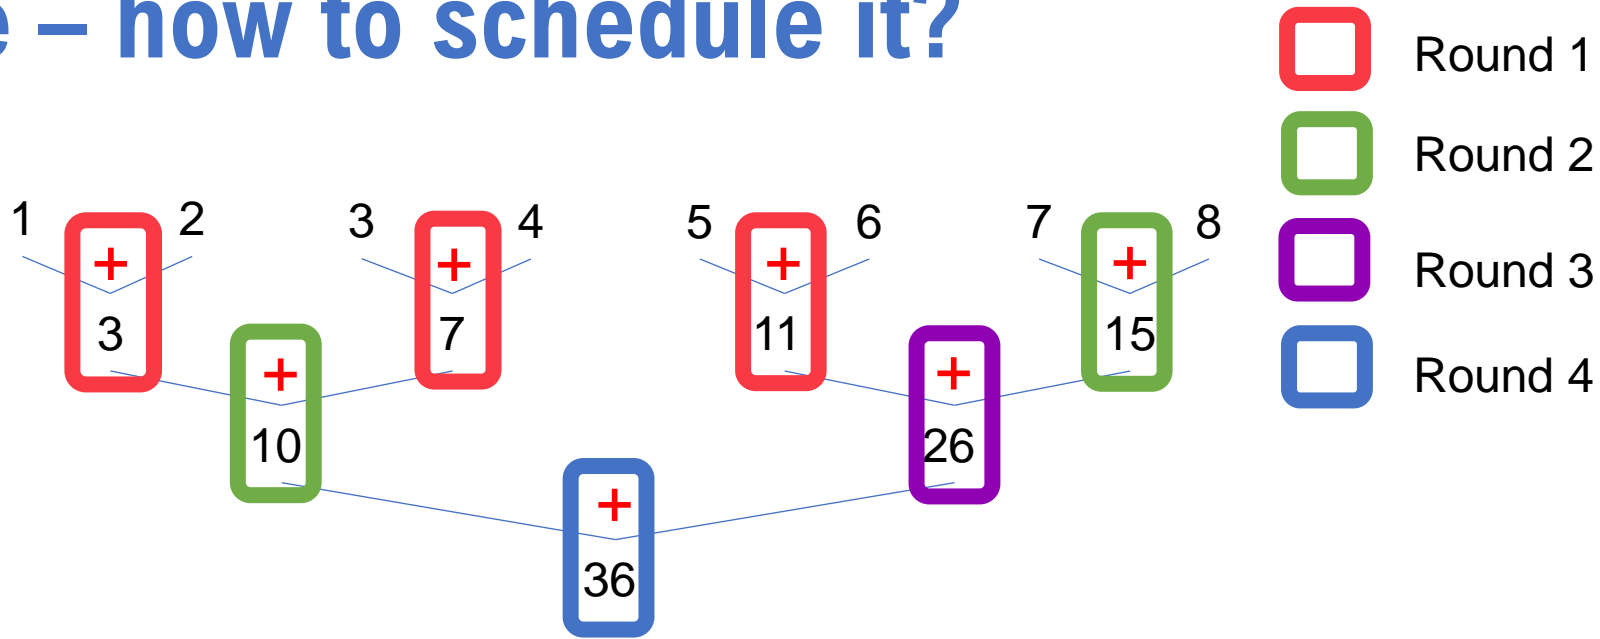 e – how to schedule it?
Round 1
Round 2
Round 3
Round 4
1 + 2 3 + 4 5 + 6 7 + 8
3 7 11 15
+ +
10 26
+
36